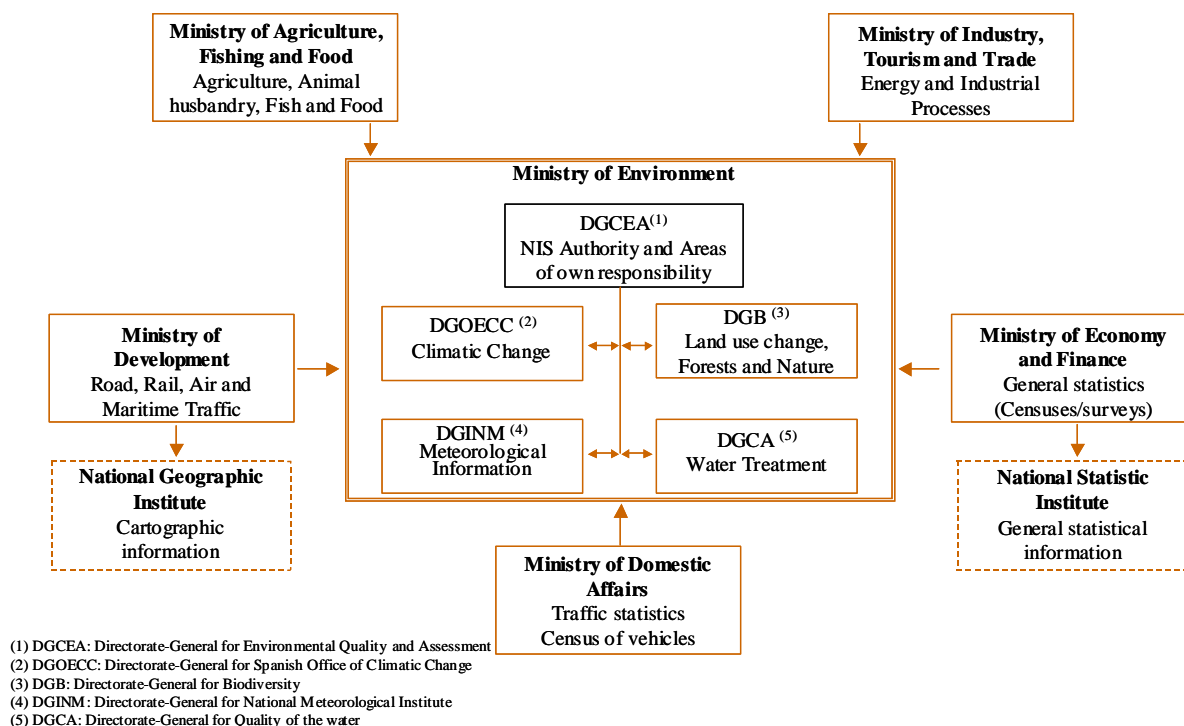 Ministry of Agriculture,
Fishing and Food
Agriculture, Animal
husbandry, Fish and Food
Ministry of Industry,
Tourism and Trade
Energy and Industrial
Processes
Ministry of Environment
DGCEA(1)
NIS Authority and Areas
of own responsibility
DGOECC (2)
Climatic Change
DGB (3)
Land use change,
Forests and Nature
Ministry of
Development
Road, Rail, Air and
Maritime Traffic
Ministry of Economy
and Finance
General statistics
(Censuses/surveys)
DGINM (4)
Meteorological
Information
DGCA (5)
Water Treatment
National Geographic
Institute
Cartographic
information
National Statistic
Institute
General statistical
information
Ministry of Domestic
Affairs
Traffic statistics
Census of vehicles
(1) DGCEA: Directorate-General for Environmental Quality and Assessment
(2) DGOECC: Directorate-General for Spanish Office of Climatic Change
(3) DGB: Directorate-General for Biodiversity
(4) DGINM: Directorate-General for National Meteorological Institute
(5) DGCA: Directorate-General for Quality of the water